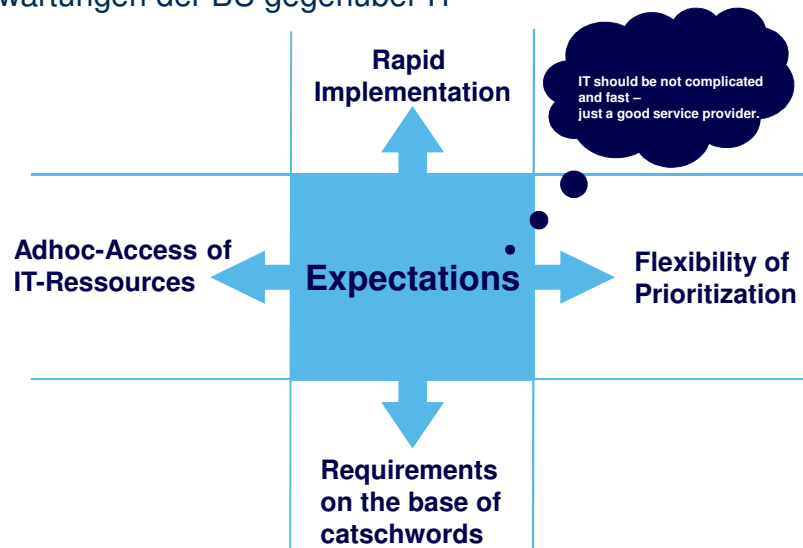 wartungen der BU gegenüber IT
Rapid
Implementation
IT should be not complicated
and fast –
just a good service provider.
Adhoc-Access of
IT-Ressources
Expectations
Flexibility of
Prioritization
Requirements
on the base of
catschwords